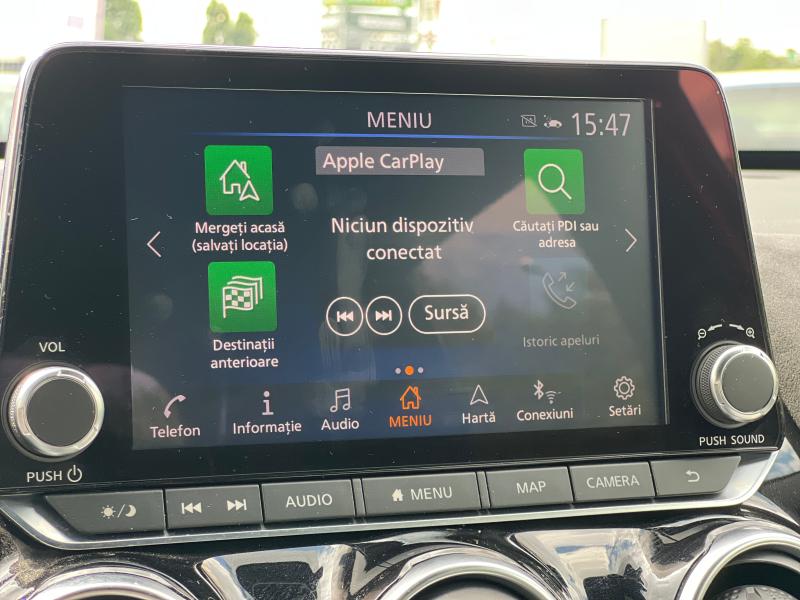 MENIU
15:47
Apple CarPlay
Mergeți acasă
(salvați locația)
Niciun dispozitiv
conectat
Căutați PDI sau
adresa
Sursă
Destinații
anterioare
Istoric apeluri
Telefon
Informație
Audio
MENIU
Hartă
Conexiuni
Setări
VOL
PUSH
PUSH SOUND
AUDIO
MENU
MAP
CAMERA